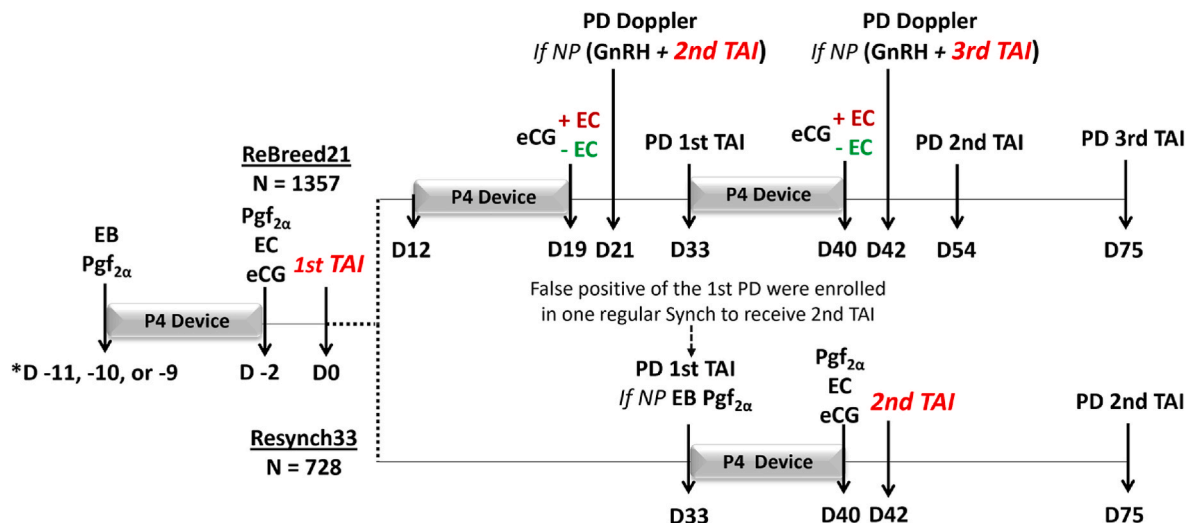 PD Doppler
If NP (GnRH + 2nd TAI)
PD Doppler
If NP (GnRH + 3rd TAI)
ReBreed21
N = 1357
eCG + EC
- EC
PD 1st TAI
eCG + EC
- EC
PD 2nd TAI
PD 3rd TAI
P4 Device
P4 Device
D12
D19
D21
D33
D40
D42
D54
D75
EB
Pgf2α
Pgf2α
EC
eCG
1st TAI
P4 Device
*D -11, -10, or -9
D -2
D0
False positive of the 1st PD were enrolled
in one regular Synch to receive 2nd TAI
Resynch33
N = 728
PD 1st TAI
If NP EB Pgf2α
Pgf2α
EC
eCG
2nd TAI
PD 2nd TAI
P4 Device
D33
D40
D42
D75